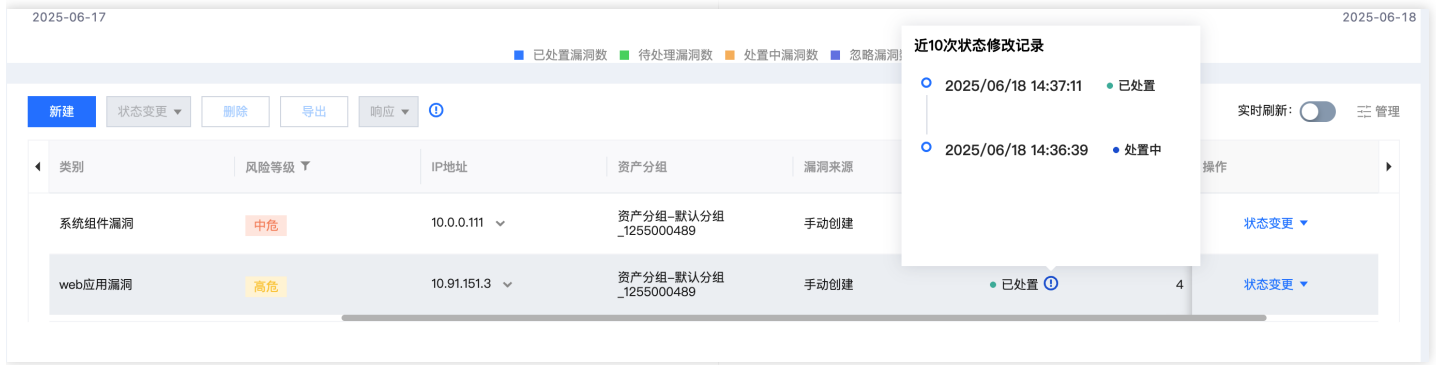 2025-06-17
2025-06-18
已处置漏洞数 待处理漏洞数 处置中漏洞数 忽略漏洞
近10次状态修改记录
2025/06/18 14:37:11 已处置
2025/06/18 14:36:39 处置中
新建 状态变更 删除 导出 响应
实时刷新: 管理
类别 风险等级 IP地址 资产分组 漏洞来源 操作
系统组件漏洞 中危 10.0.0.111 资产分组-默认分组 手动创建 状态变更
_1255000489
web应用漏洞 高危 10.91.151.3 资产分组-默认分组 手动创建 已处置 4 状态变更
_1255000489